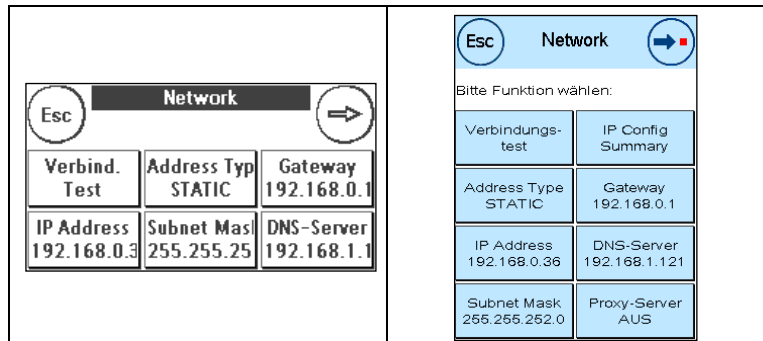 Esc
Network
Verbind.
Test
Address Typ
STATIC
Gateway
192.168.0.1
IP Address
192.168.0.3
Subnet Mas
255.255.25
DNS-Server
192.168.1.1
Esc
Network
Bitte Funktion wählen:
Verbindungs-
test
IP Config
Summary
Address Type
STATIC
Gateway
192.168.0.1
IP Address
192.168.0.36
DNS-Server
192.168.1.121
Subnet Mask
255.255.252.0
Proxy-Server
AUS